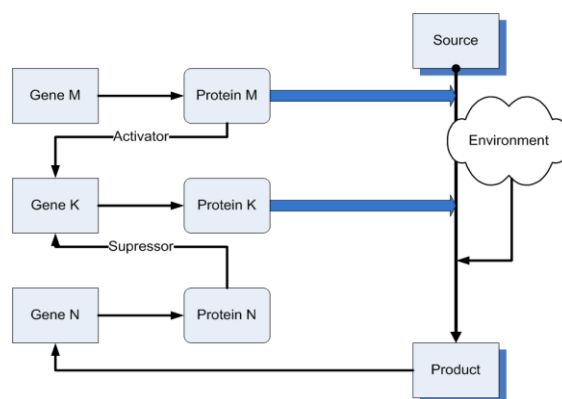 Source
Gene M
Protein M
Activator
Environment
Gene K
Protein K
Supressor
Gene N
Protein N
Product